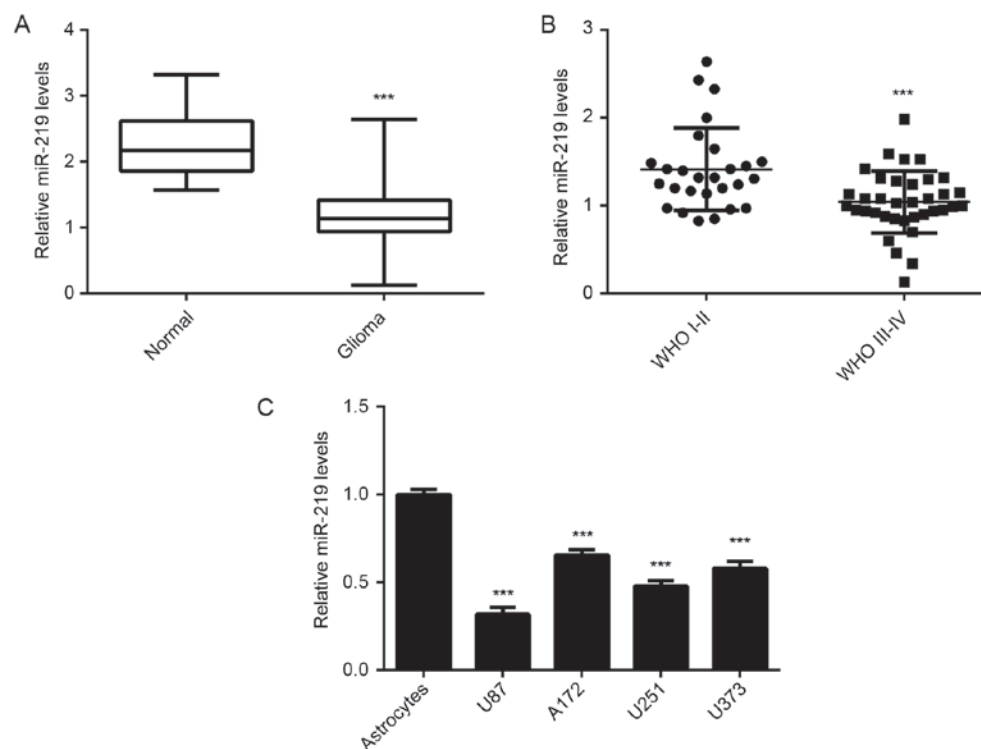 A
Relative miR-219 levels
4
3
2
1
0
***
Normal
Glioma
B
Relative miR-219 levels
3
2
1
0
***
WHO I-II
WHO III-IV
C
Relative miR-219 levels
1.5
1.0
0.5
0.0
***
***
***
***
Astrocytes
U87
A172
U251
U373